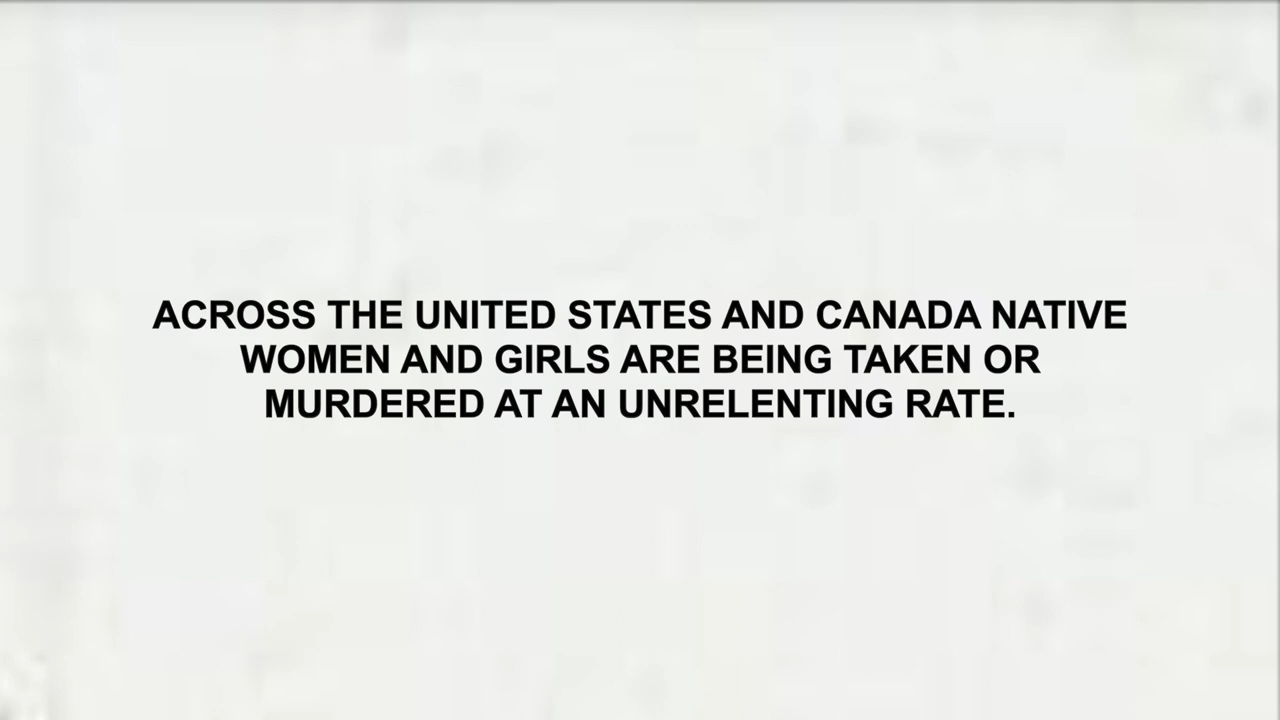 ACROSS THE UNITED STATES AND CANADA NATIVE
WOMEN AND GIRLS ARE BEING TAKEN OR
MURDERED AT AN UNRELENTING RATE.